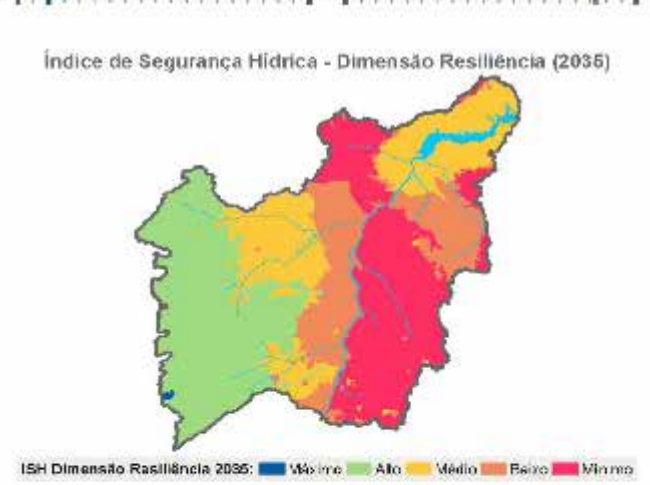 Índice de Segurança Hídrica - Dimensão Resiliência (2035)
ISH Dimensão Resiliência 2035: Máximo Alto Médio Baixo Mínimo